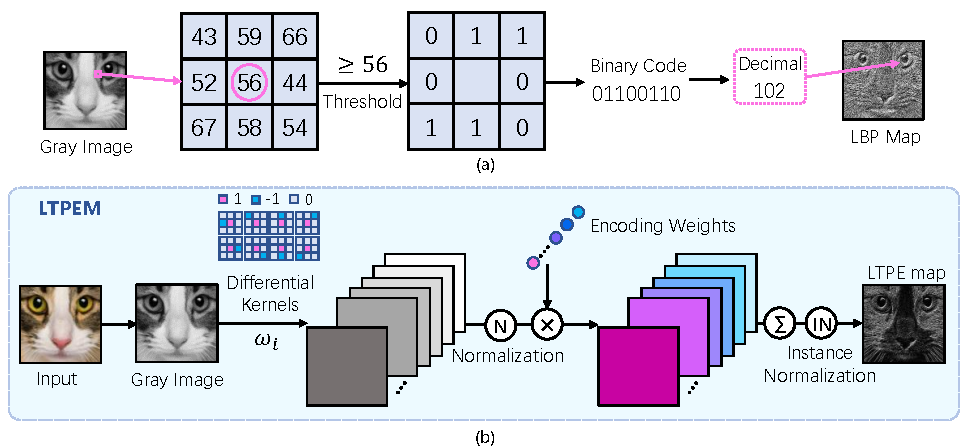 43 59 66
52 56 44
67 58 54
Gray Image
≥ 56
Threshold
0 1 1
0 0
1 1 0
Binary Code
01100110
Decimal
102
LBP Map
(a)
LTPEM
1 -1 0
Differential
Kernels
ωᵢ
Input
Gray Image
N
Normalization
×
Encoding Weights
Σ
IN
Instance
Normalization
LTPE map
(b)